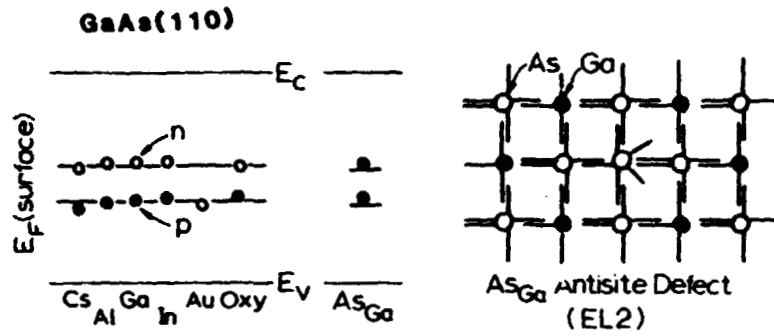 GaAs(110)
E_C
n
E_F(surface)
p
E_V
Cs Al Ga In Au Oxy
As_Ga
As
Ga
As_Ga Antisite Defect
(EL2)